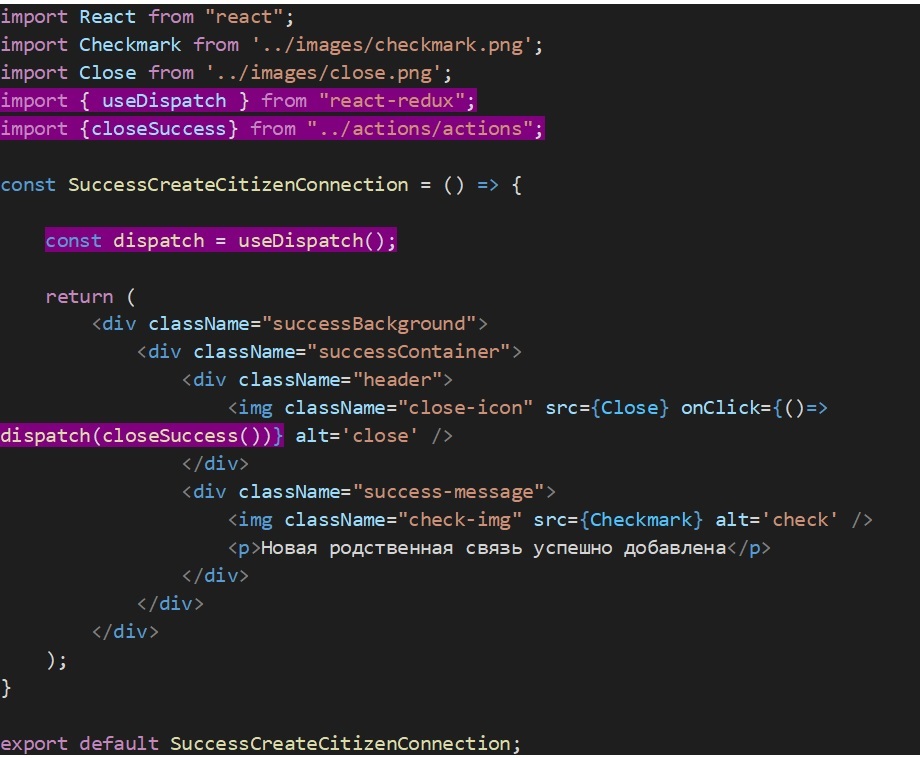 import React from "react";
import Checkmark from '../images/checkmark.png';
import Close from '../images/close.png';
import { useDispatch } from "react-redux";
import {closeSuccess} from "../actions/actions";
const SuccessCreateCitizenConnection = () => {
const dispatch = useDispatch();
return (
<div className="successBackground">
<div className="successContainer">
<div className="header">
<img className="close-icon" src={Close} onClick={()=>
dispatch(closeSuccess())} alt='close' />
</div>
<div className="success-message">
<img className="check-img" src={Checkmark} alt='check' />
<p>Новая родственная связь успешно добавлена</p>
</div>
</div>
</div>
);
}
export default SuccessCreateCitizenConnection;